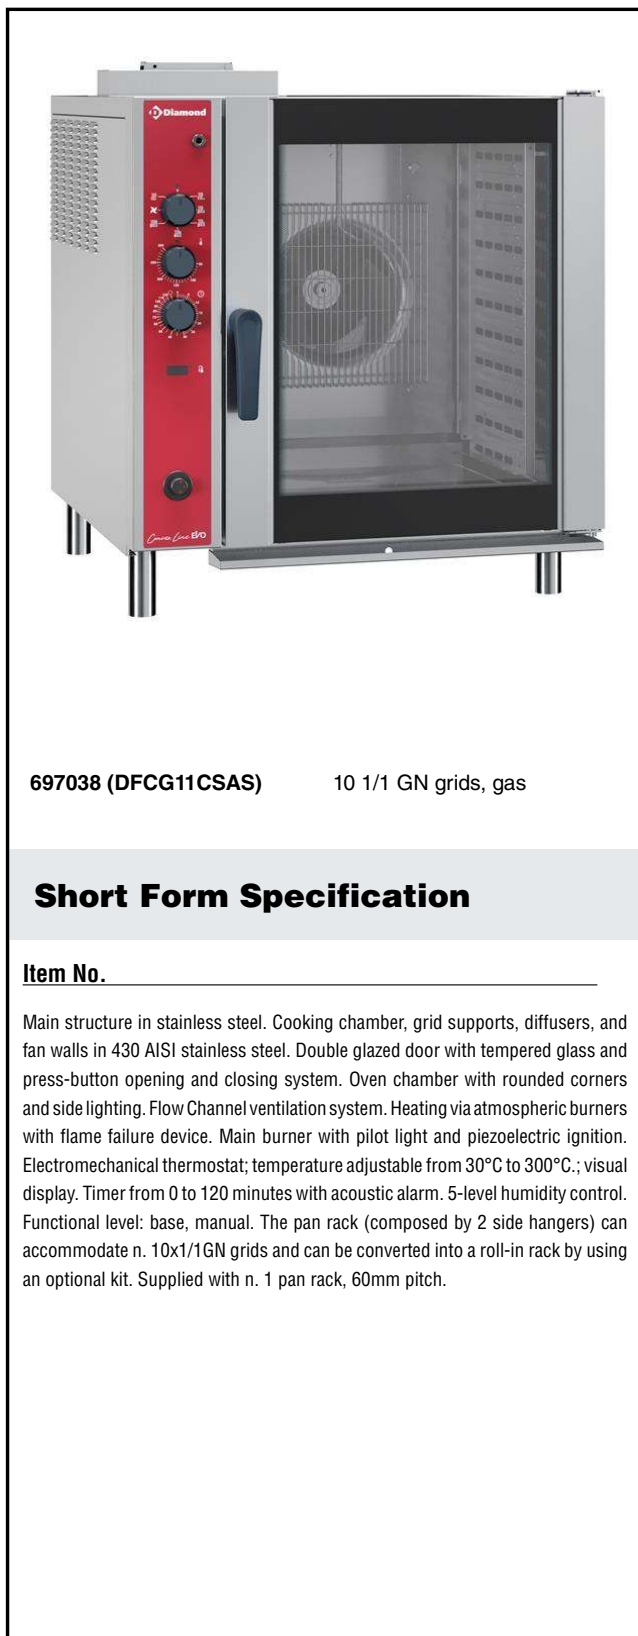 Diamond
EVO
697038 (DFCG11CSAS) 10 1/1 GN grids, gas
Short Form Specification
Item No.
Main structure in stainless steel. Cooking chamber, grid supports, diffusers, and
fan walls in 430 AISI stainless steel. Double glazed door with tempered glass and
press-button opening and closing system. Oven chamber with rounded corners
and side lighting. Flow Channel ventilation system. Heating via atmospheric burners
with flame failure device. Main burner with pilot light and piezoelectric ignition.
Electromechanical thermostat; temperature adjustable from 30°C to 300°C.; visual
display. Timer from 0 to 120 minutes with acoustic alarm. 5-level humidity control.
Functional level: base, manual. The pan rack (composed by 2 side hangers) can
accommodate n. 10x1/1GN grids and can be converted into a roll-in rack by using
an optional kit. Supplied with n. 1 pan rack, 60mm pitch.